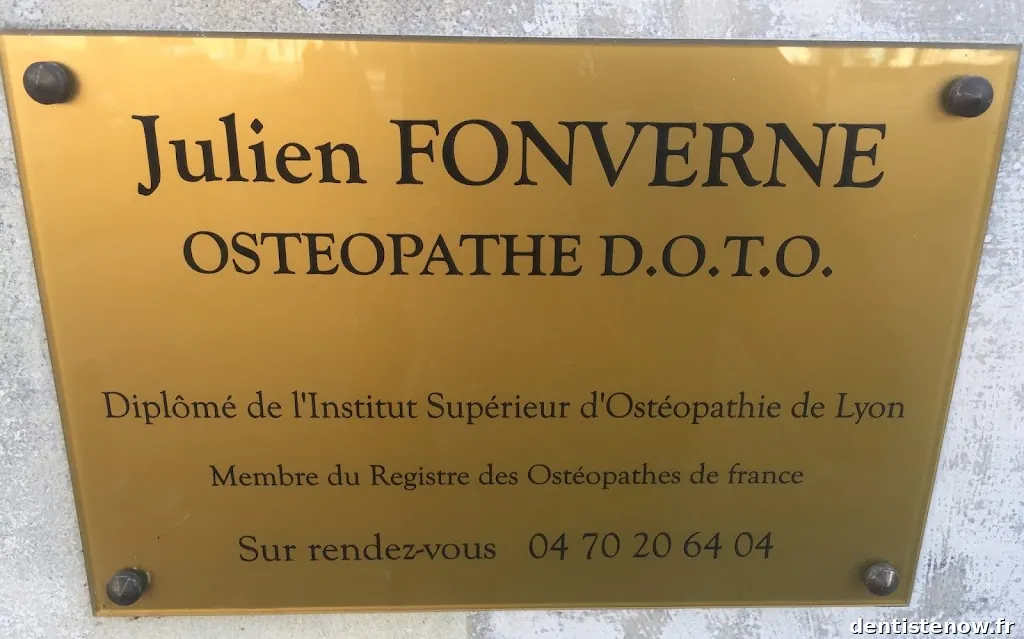 Julien FONVERNE
OSTEOPATHE D.O.T.O.
Diplômé de l'Institut Supérieur d'Ostéopathie de Lyon
Membre du Registre des Ostéopathes de france
Sur rendez-vous 04 70 20 64 04
dentistenow.fr